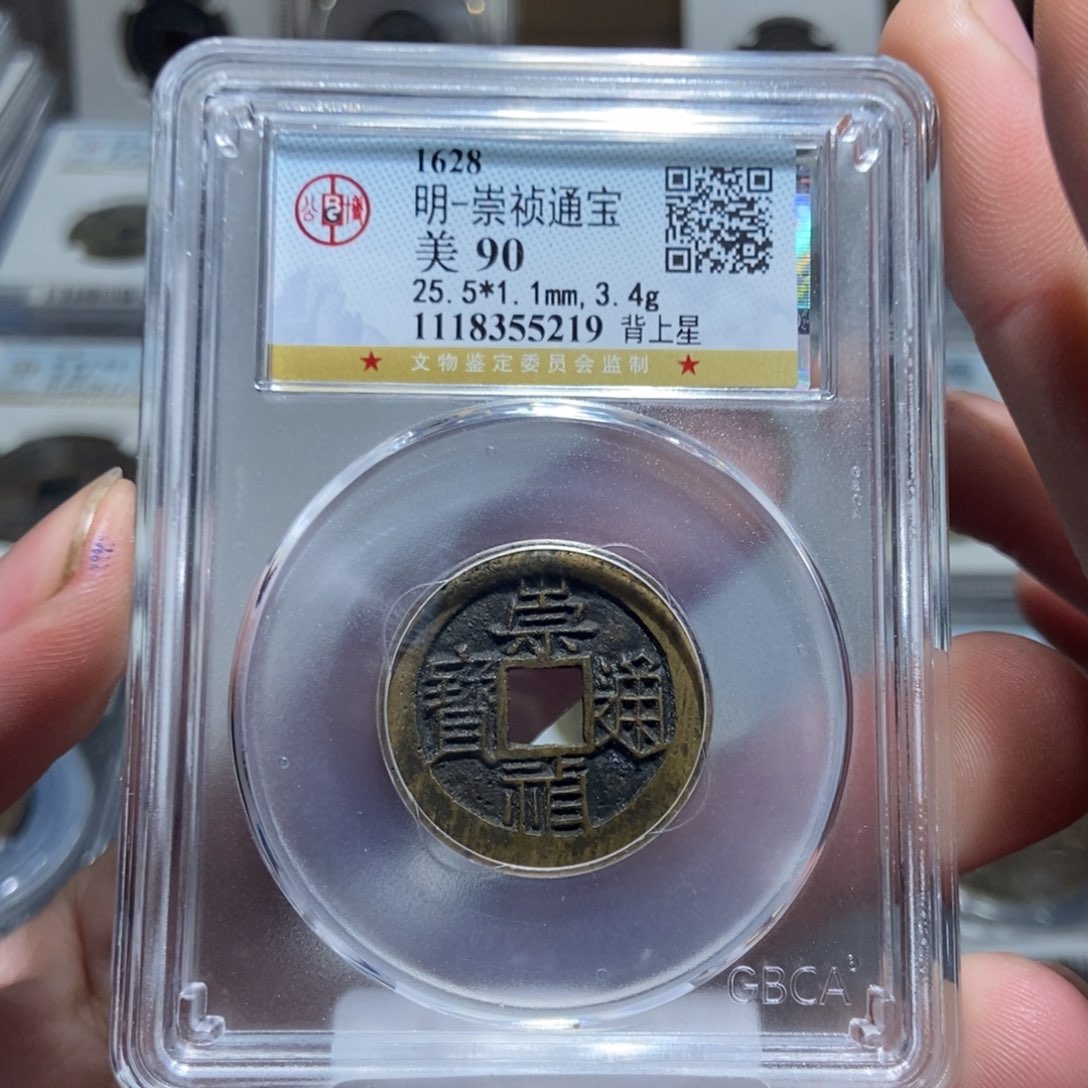 1628
明-崇祯通宝
美 90
25.5*1.1mm,3.4g
1118355219 背上星
★ 文物鉴定委员会监制 ★
崇
寶 通
祯
GBCA